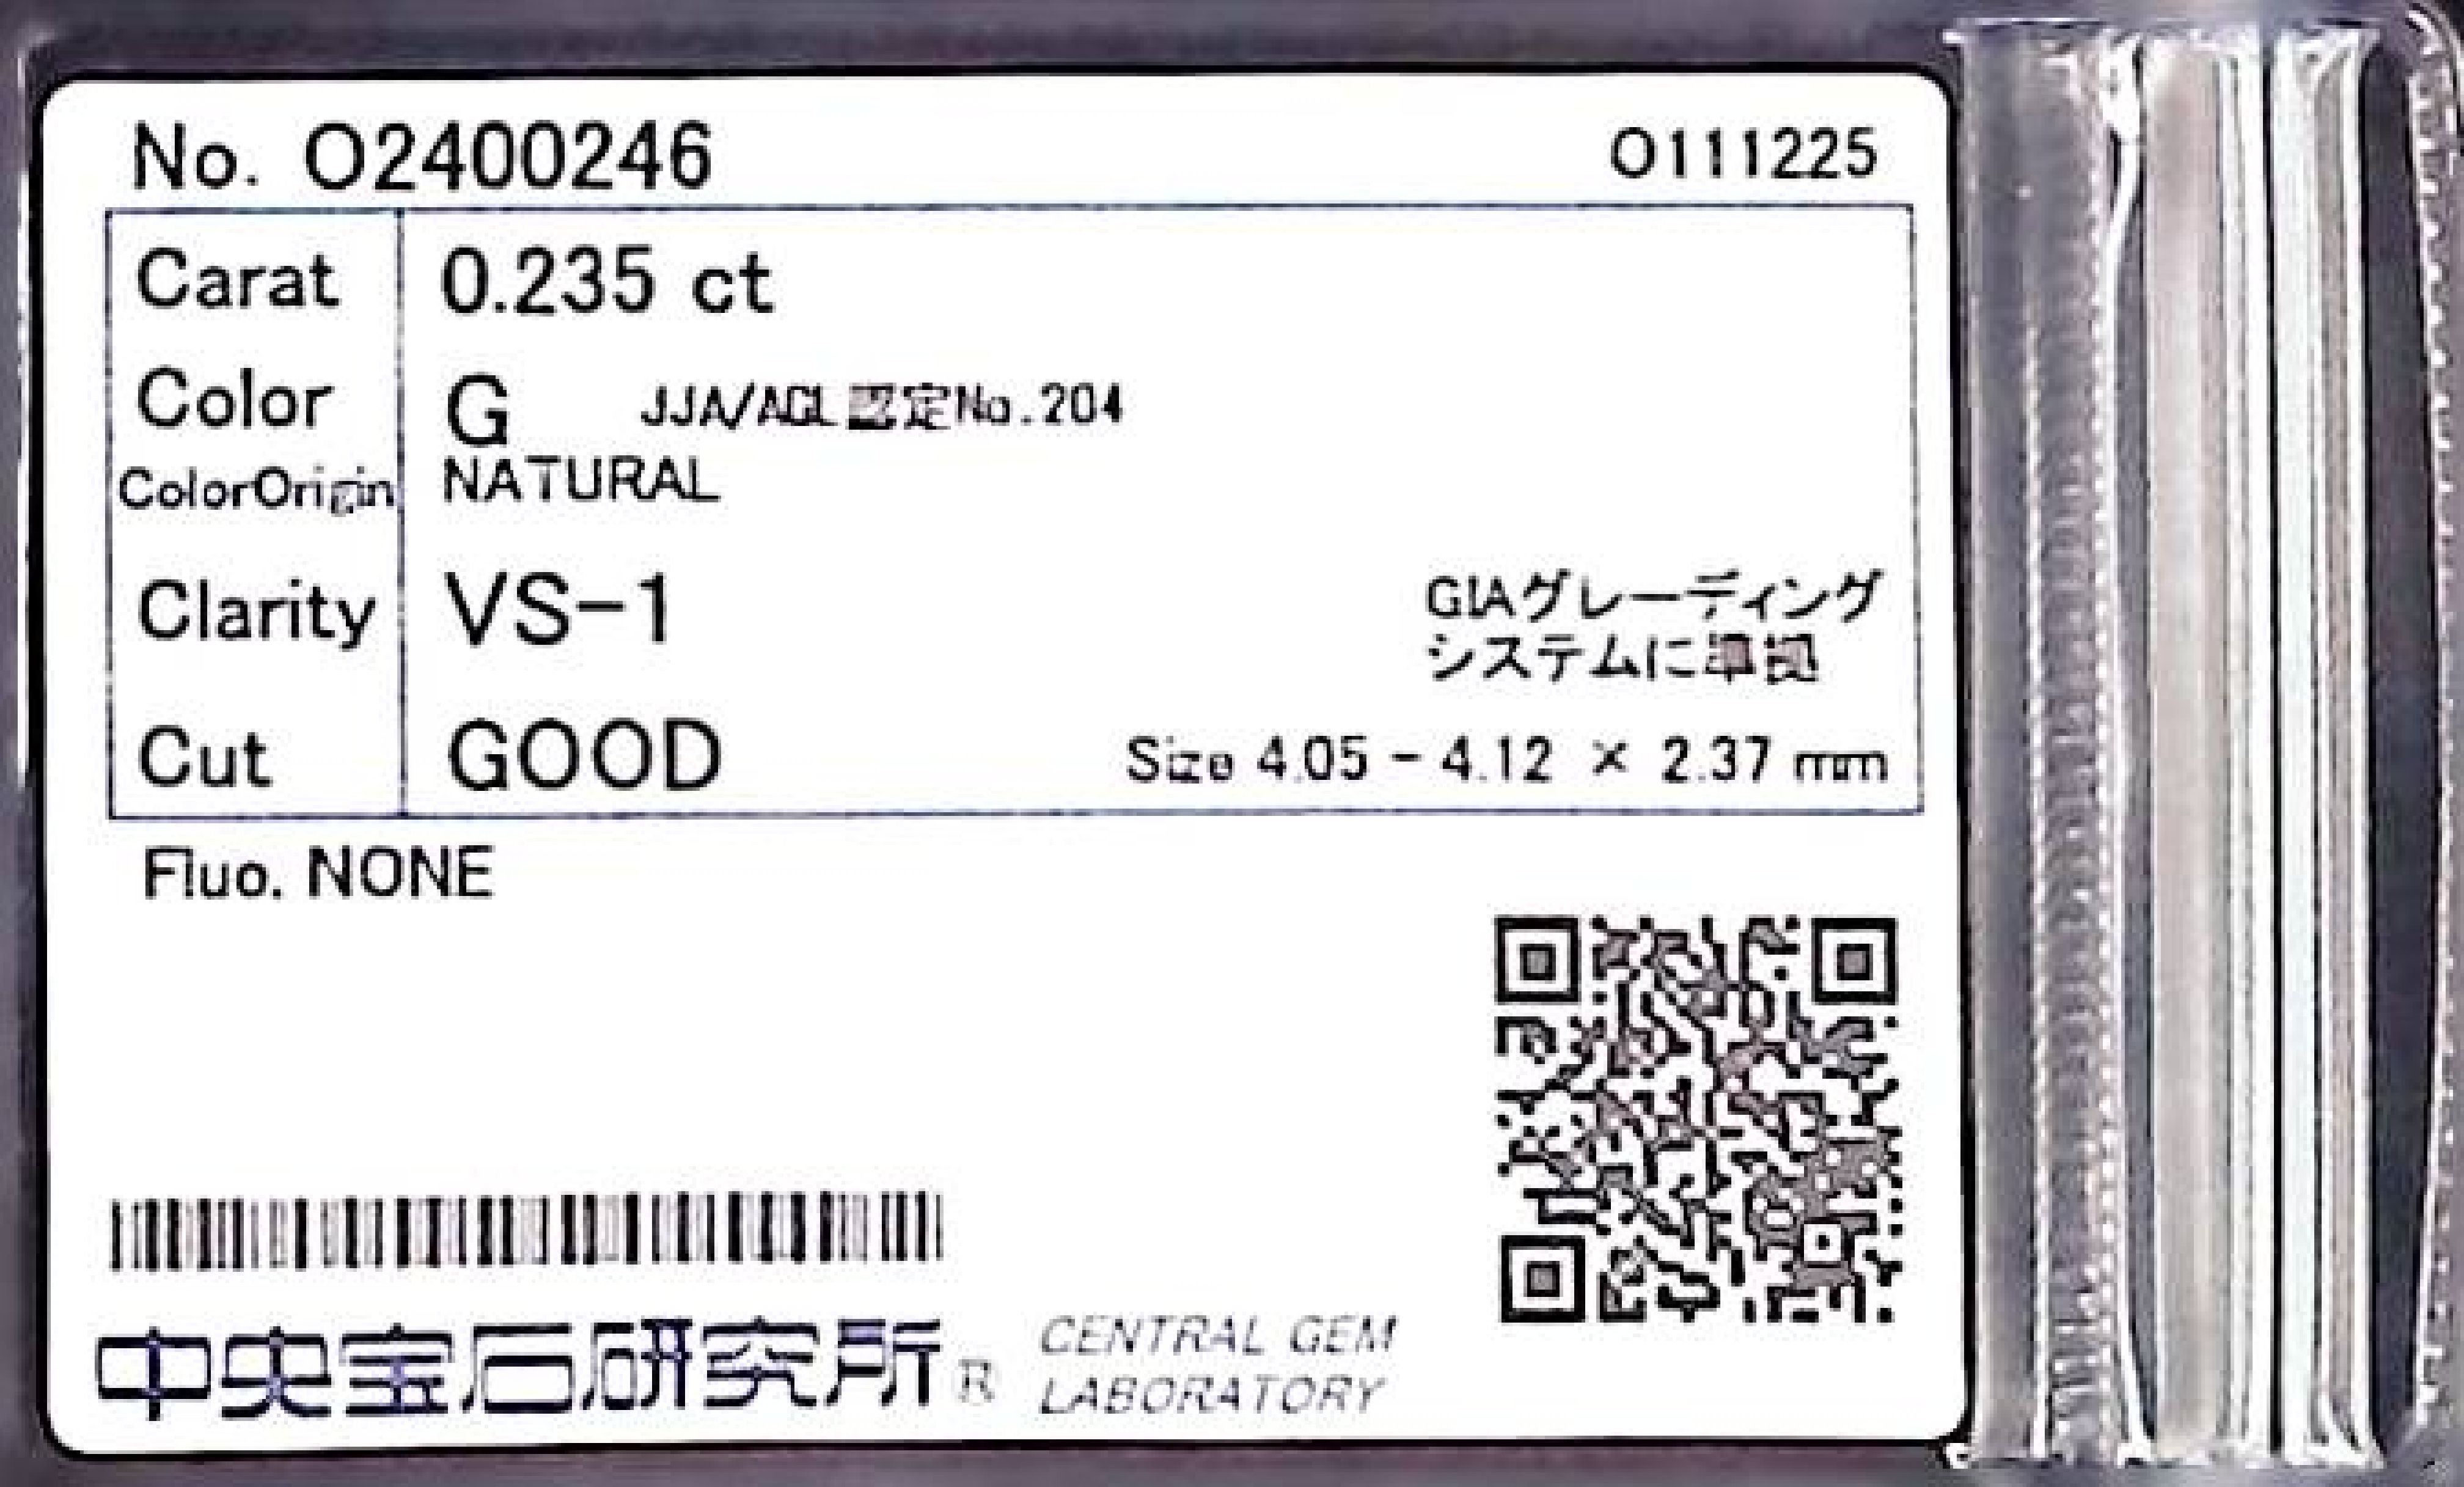 No. O2400246
O111225
Carat 0.235 ct
Color G JJA/AGL認定No.204
ColorOrigin NATURAL
Clarity VS-1
GIAグレーディング
システムに準拠
Cut GOOD
Size 4.05 - 4.12 × 2.37 mm
Fluo. NONE
中央宝石研究所®
CENTRAL GEM
LABORATORY